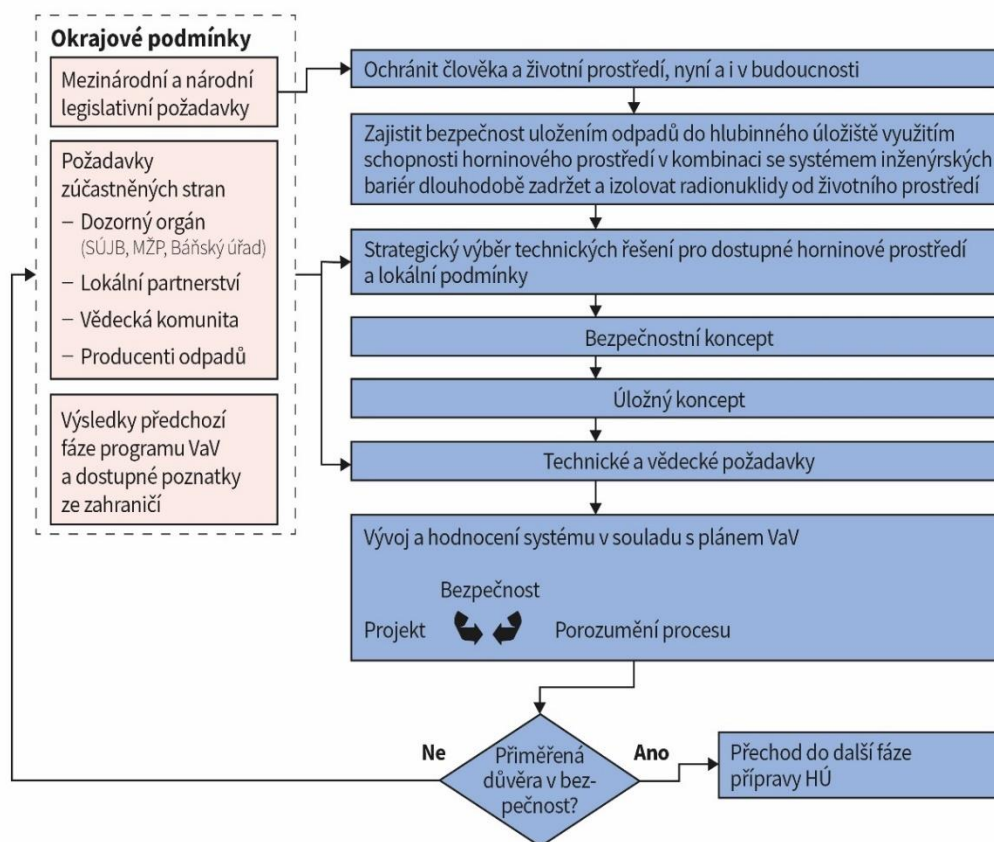 Okrajové podmínky
Mezinárodní a národní
legislativní požadavky
Požadavky
zúčastněných stran
– Dozorný orgán
(SÚJB, MŽP, Báňský úřad)
– Lokální partnerství
– Vědecká komunita
– Producenti odpadů
Výsledky předchozí
fáze programu VaV
a dostupné poznatky
ze zahraničí
Ochránit člověka a životní prostředí, nyní a i v budoucnosti
Zajistit bezpečnost uložením odpadů do hlubinného úložiště využitím
schopnosti horninového prostředí v kombinaci se systémem inženýrských
bariér dlouhodobě zadržet a izolovat radionuklidy od životního prostředí
Strategický výběr technických řešení pro dostupné horninové prostředí
a lokální podmínky
Bezpečnostní koncept
Úložný koncept
Technické a vědecké požadavky
Vývoj a hodnocení systému v souladu s plánem VaV
Bezpečnost
Projekt
Porozumění procesu
Ne
Přiměřená
důvěra v bez-
pečnost?
Ano
Přechod do další fáze
přípravy HÚ